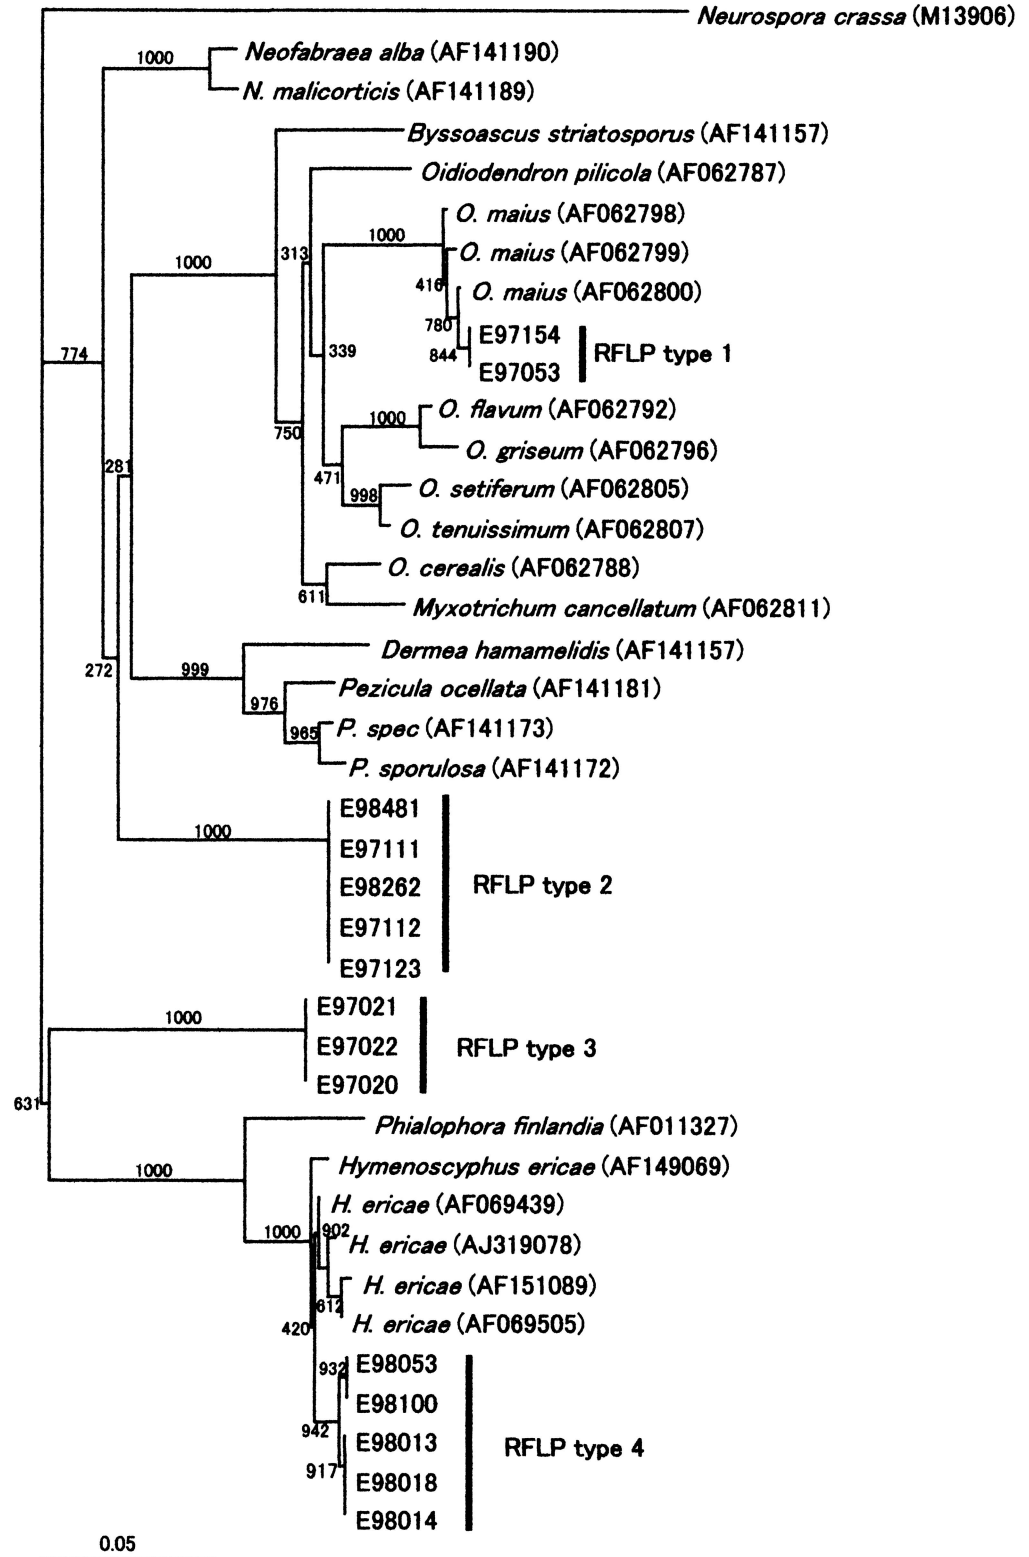 Neurospora crassa (M13906)
1000
Neofabraea alba (AF141190)
N. malicorticis (AF141189)
Byssoascus striatosporus (AF141157)
Oidiodendron pilicola (AF062787)
O. maius (AF062798)
1000
313
O. maius (AF062799)
1000
416
O. maius (AF062800)
780
E97154
844
339
RFLP type 1
774
E97053
O. flavum (AF062792)
1000
750
O. griseum (AF062796)
281
471
O. setiferum (AF062805)
998
O. tenuissimum (AF062807)
O. cerealis (AF062788)
611
Myxotrichum cancellatum (AF062811)
Dermea hamamelidis (AF141157)
272
999
Pezicula ocellata (AF141181)
976
P. spec (AF141173)
965
P. sporulosa (AF141172)
E98481
1000
E97111
RFLP type 2
E98262
E97112
E97123
E97021
1000
E97022
RFLP type 3
E97020
631
Phialophora finlandia (AF011327)
1000
Hymenoscyphus ericae (AF149069)
H. ericae (AF069439)
1000
902
H. ericae (AJ319078)
H. ericae (AF151089)
612
420
H. ericae (AF069505)
932
E98053
E98100
942
E98013
RFLP type 4
917
E98018
E98014
0.05